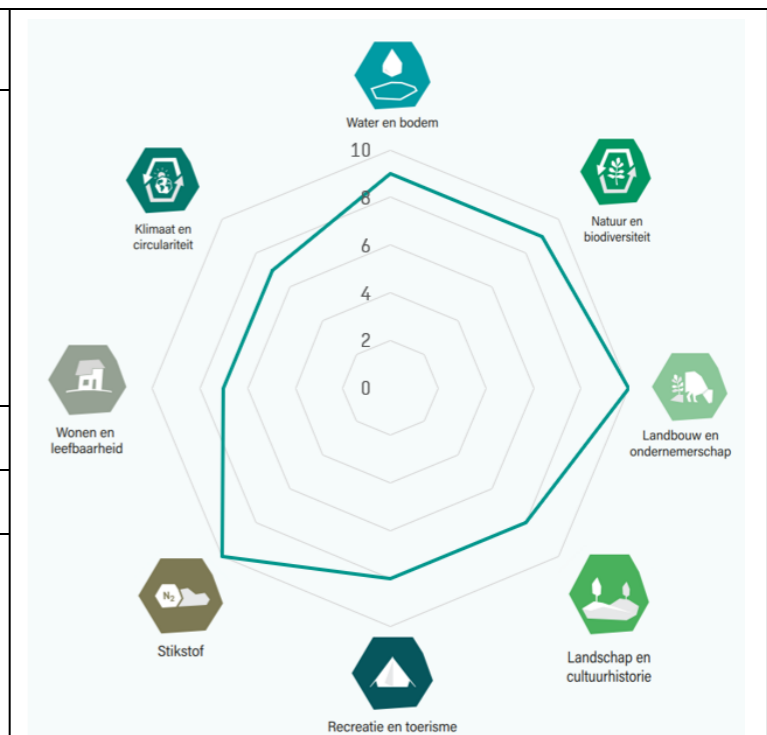 Water en bodem
10
8
6
4
2
0
Natuur en
biodiversiteit
Landbouw en
ondernemerschap
Landschap en
cultuurhistorie
Recreatie en toerisme
N₂
Stikstof
Wonen en
leefbaarheid
Klimaat en
circulariteit